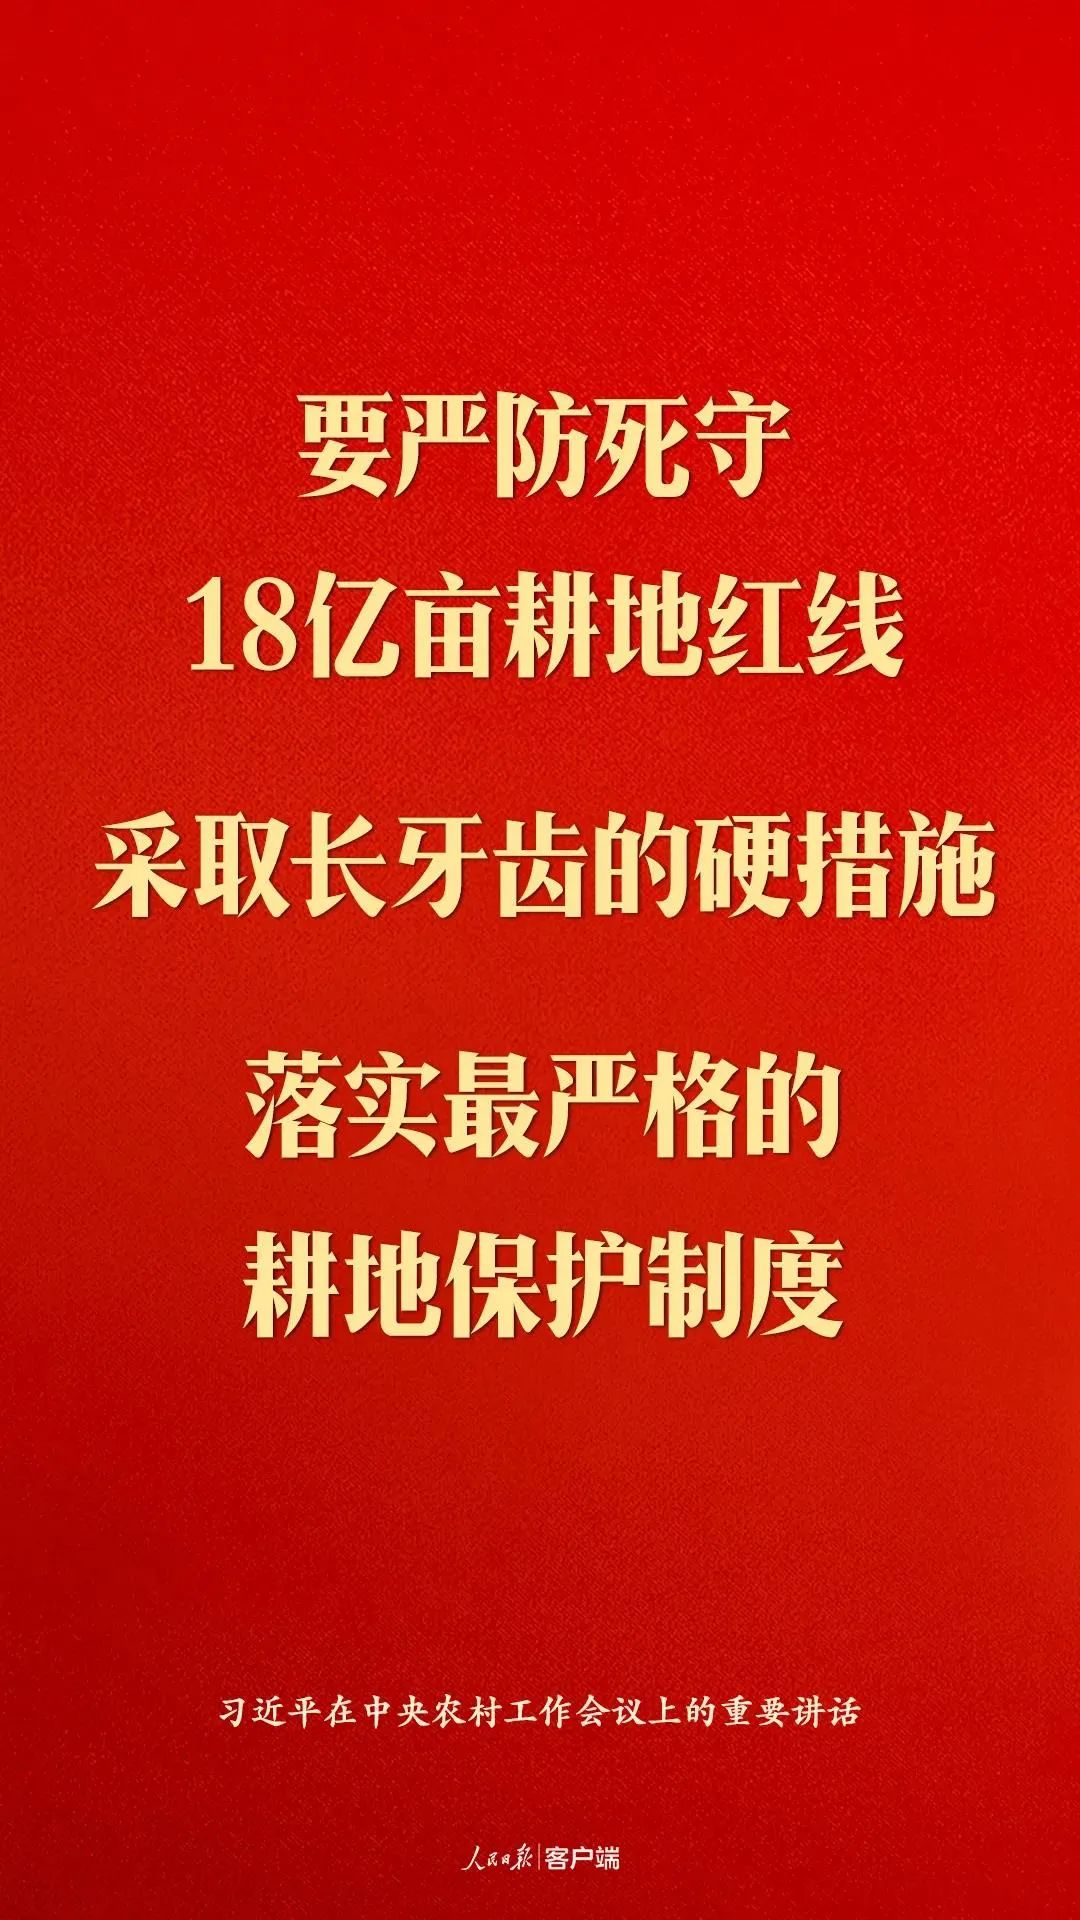 要严防死守
18亿亩耕地红线
采取长牙齿的硬措施
落实最严格的
耕地保护制度
习近平在中央农村工作会议上的重要讲话
人民日报|客户端